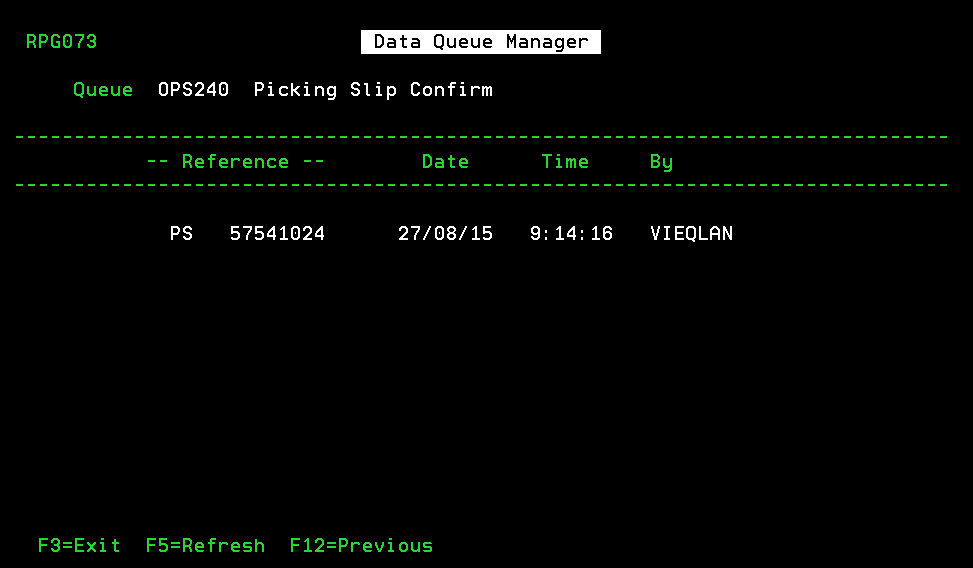 RPG073 Data Queue Manager
Queue OPS240 Picking Slip Confirm
------------------------------------------------------------------------------
-- Reference -- Date Time By
------------------------------------------------------------------------------
PS 57541024 27/08/15 9:14:16 VIEQLAN
F3=Exit F5=Refresh F12=Previous